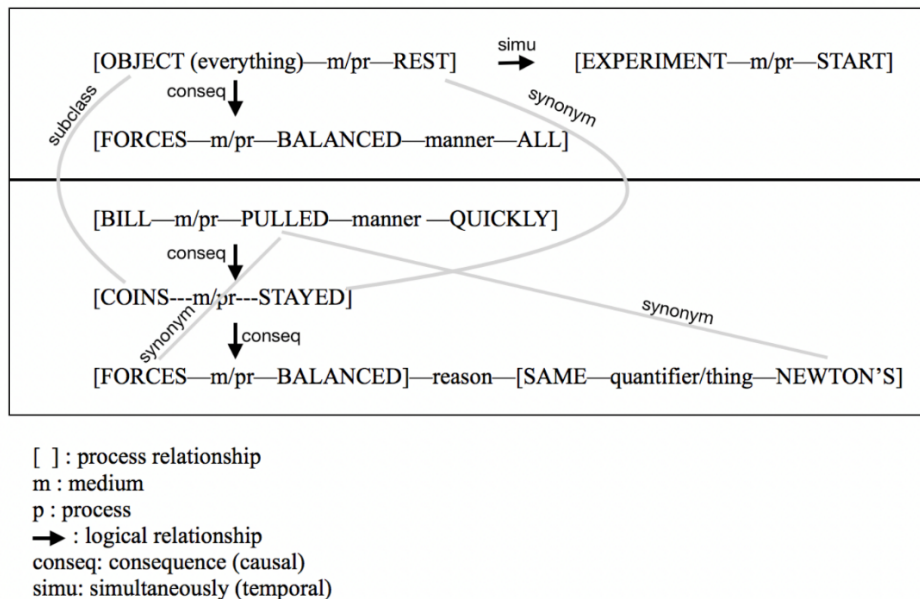 [OBJECT (everything)—m/pr—REST] simu [EXPERIMENT—m/pr—START]
subclass
conseq
synonym
[FORCES—m/pr—BALANCED—manner—ALL]
[BILL—m/pr—PULLED—manner —QUICKLY]
conseq
[COINS---m/pr---STAYED]
synonym
conseq
synonym
[FORCES—m/pr—BALANCED]—reason—[SAME—quantifier/thing—NEWTON'S]
[ ] : process relationship
m : medium
p : process
: logical relationship
conseq: consequence (causal)
simu: simultaneously (temporal)